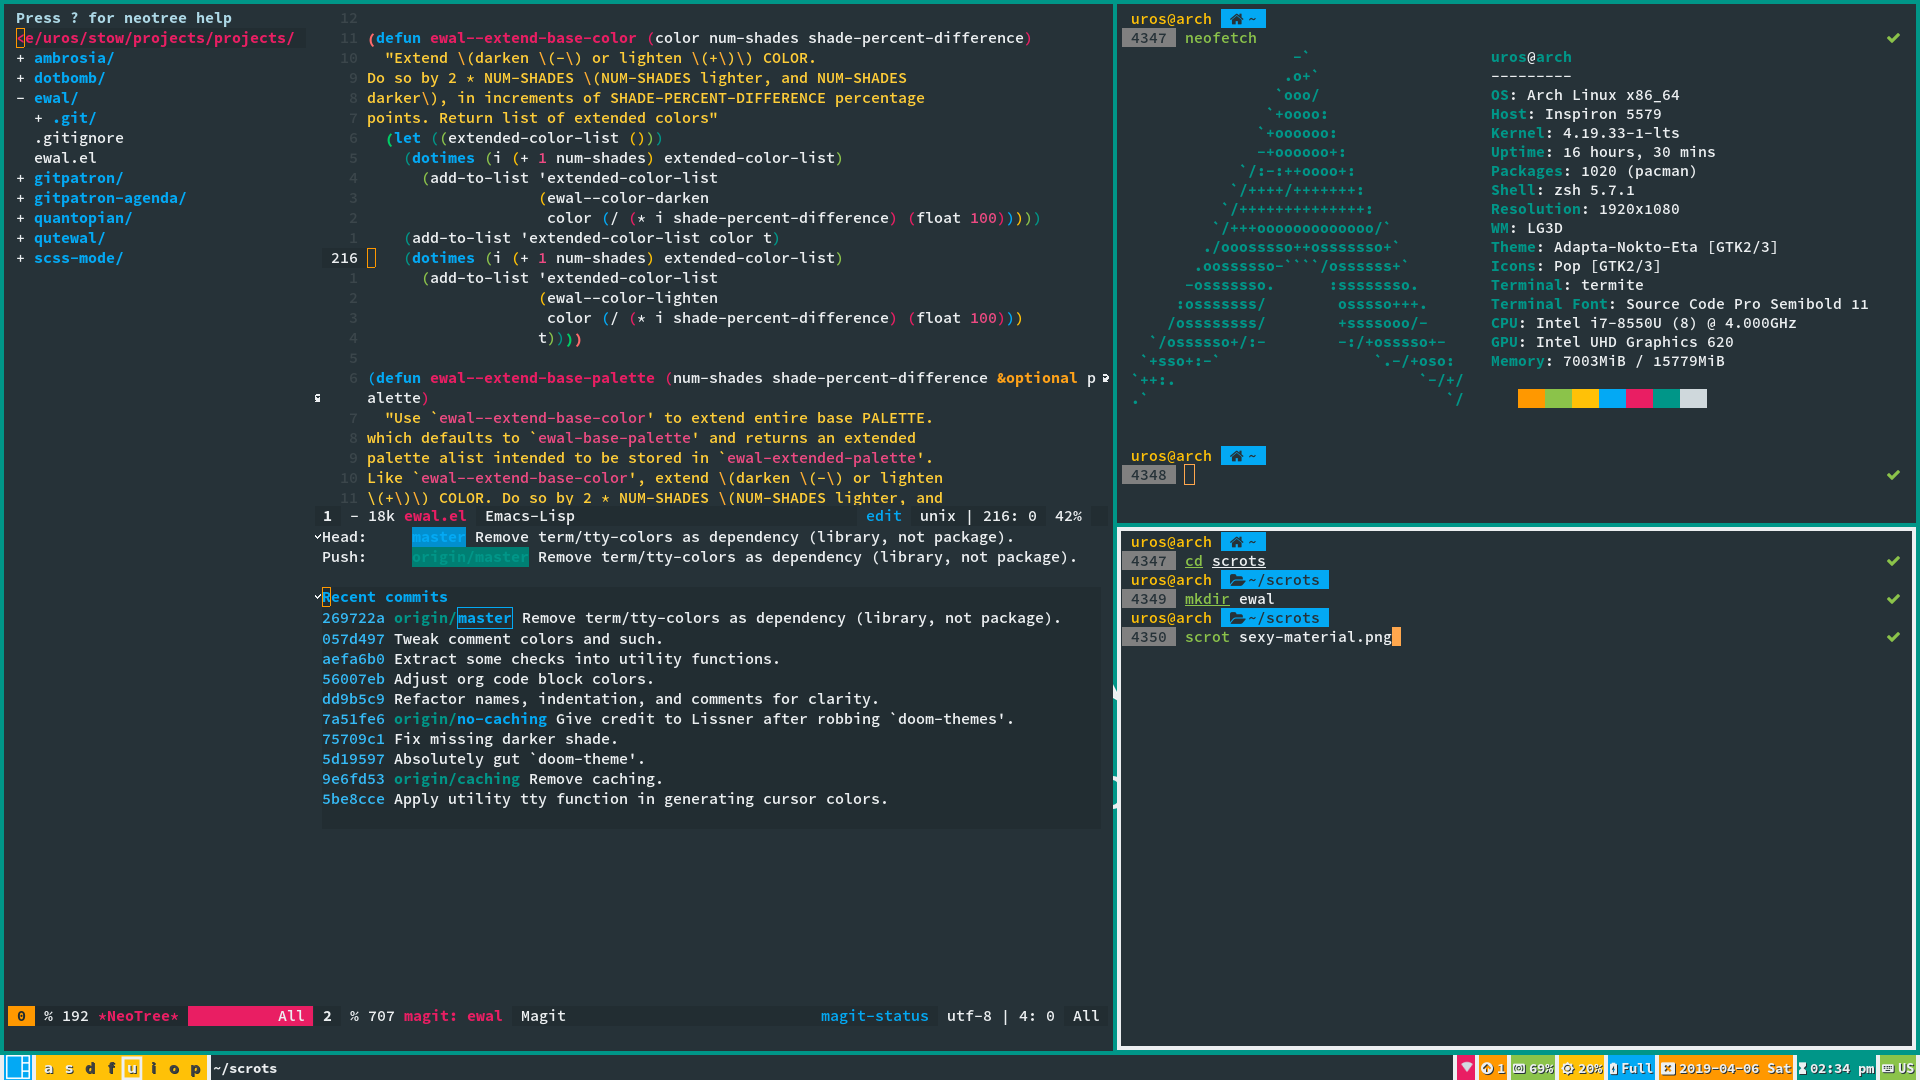 Press ? for neotree help
<e/uros/stow/projects/projects/
+ ambrosia/
+ dotbomb/
- ewal/
+ .git/
.gitignore
ewal.el
+ gitpatron/
+ gitpatron-agenda/
+ quantopian/
+ qutewal/
+ scss-mode/
0 % 192 *NeoTree* All
12
11 (defun ewal--extend-base-color (color num-shades shade-percent-difference)
10 "Extend \(darken \(-\) or lighten \(+\)\) COLOR.
9 Do so by 2 * NUM-SHADES \(NUM-SHADES lighter, and NUM-SHADES
8 darker\), in increments of SHADE-PERCENT-DIFFERENCE percentage
7 points. Return list of extended colors"
6 (let ((extended-color-list ()))
5 (dotimes (i (+ 1 num-shades) extended-color-list)
4 (add-to-list 'extended-color-list
3 (ewal--color-darken
2 color (/ (* i shade-percent-difference) (float 100)))))
1 (add-to-list 'extended-color-list color t)
216 (dotimes (i (+ 1 num-shades) extended-color-list)
1 (add-to-list 'extended-color-list
2 (ewal--color-lighten
3 color (/ (* i shade-percent-difference) (float 100)))
4 t))))
5
6 (defun ewal--extend-base-palette (num-shades shade-percent-difference &optional p
alette)
7 "Use `ewal--extend-base-color' to extend entire base PALETTE.
8 which defaults to `ewal-base-palette' and returns an extended
9 palette alist intended to be stored in `ewal-extended-palette'.
10 Like `ewal--extend-base-color', extend \(darken \(-\) or lighten
11 \(+\)\) COLOR. Do so by 2 * NUM-SHADES \(NUM-SHADES lighter, and
1 - 18k ewal.el Emacs-Lisp edit unix | 216: 0 42%
Head: master Remove term/tty-colors as dependency (library, not package).
Push: origin/master Remove term/tty-colors as dependency (library, not package).
Recent commits
269722a origin/master Remove term/tty-colors as dependency (library, not package).
057d497 Tweak comment colors and such.
aefa6b0 Extract some checks into utility functions.
56007eb Adjust org code block colors.
dd9b5c9 Refactor names, indentation, and comments for clarity.
7a51fe6 origin/no-caching Give credit to Lissner after robbing `doom-themes'.
75709c1 Fix missing darker shade.
5d19597 Absolutely gut `doom-theme'.
9e6fd53 origin/caching Remove caching.
5be8cce Apply utility tty function in generating cursor colors.
2 % 707 magit: ewal Magit magit-status utf-8 | 4: 0 All
uros@arch ~
4347 neofetch
-`
.o+`
`ooo/
`+oooo:
`+oooooo:
-+oooooo+:
`/:-:++oooo+:
`/++++/+++++++:
`/++++++++++++++:
`/+++ooooooooooooo/`
./ooosssso++osssssso+`
.oossssso-````/ossssss+`
-osssssso. :ssssssso.
:osssssss/ osssso+++.
/ossssssss/ +ssssooo/-
`/ossssso+/:- -:/+osssso+-
`+sso+:-` `.-/+oso:
`++:. `-/+/
.` `/
uros@arch
---------
OS: Arch Linux x86_64
Host: Inspiron 5579
Kernel: 4.19.33-1-lts
Uptime: 16 hours, 30 mins
Packages: 1020 (pacman)
Shell: zsh 5.7.1
Resolution: 1920x1080
WM: LG3D
Theme: Adapta-Nokto-Eta [GTK2/3]
Icons: Pop [GTK2/3]
Terminal: termite
Terminal Font: Source Code Pro Semibold 11
CPU: Intel i7-8550U (8) @ 4.000GHz
GPU: Intel UHD Graphics 620
Memory: 7003MiB / 15779MiB
uros@arch ~
4348
uros@arch ~
4347 cd scrots
uros@arch ~/scrots
4349 mkdir ewal
uros@arch ~/scrots
4350 scrot sexy-material.png
a s d f u i o p ~/scrots
1 69% 20% Full 2019-04-06 Sat 02:34 pm US